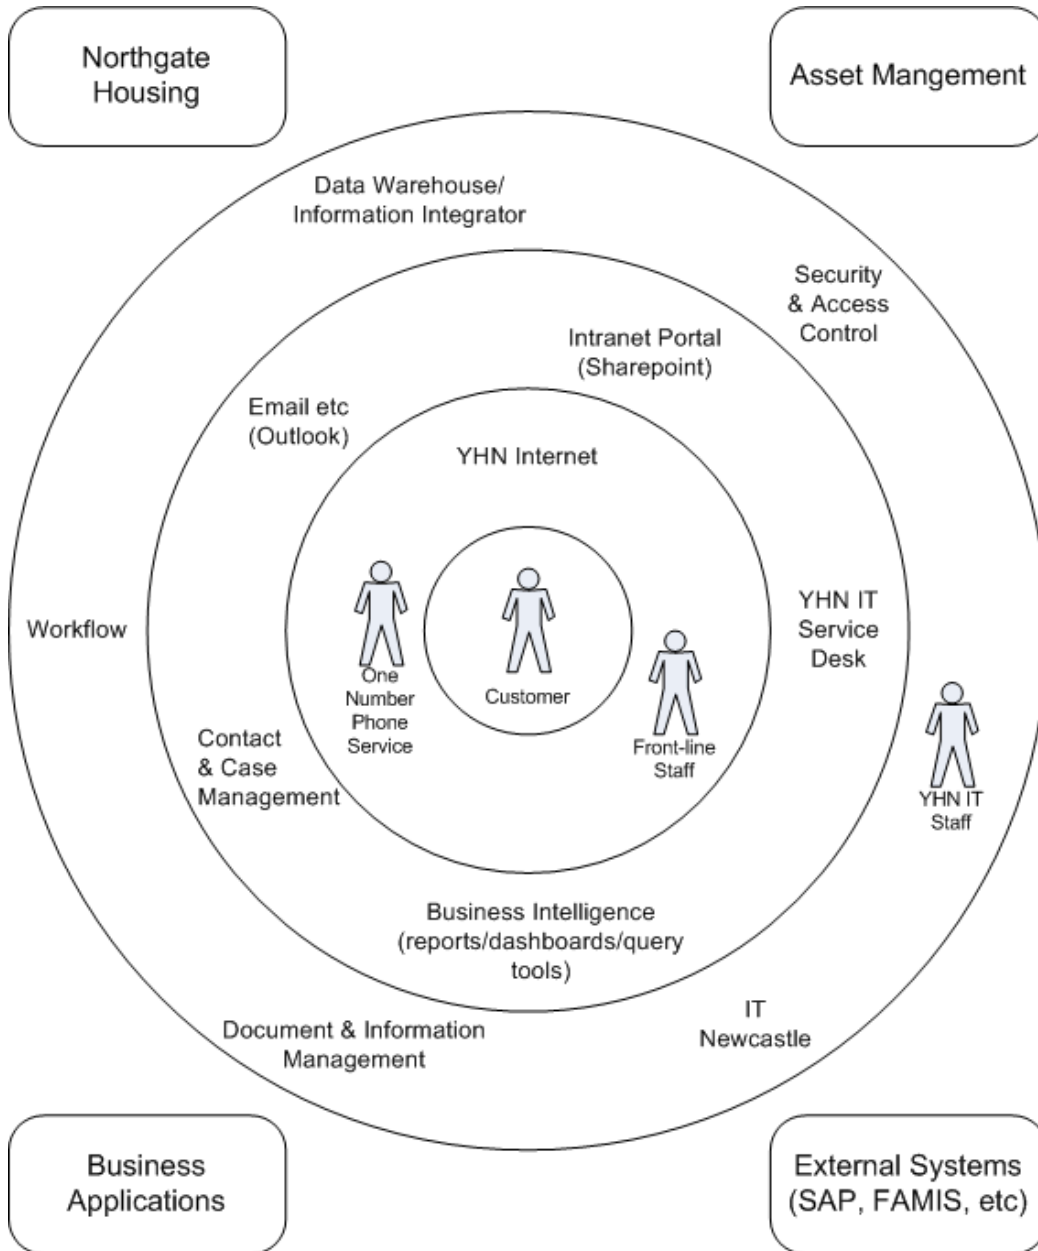 Northgate
Housing
Asset Mangement
Data Warehouse/
Information Integrator
Security
& Access
Control
Intranet Portal
(Sharepoint)
Email etc
(Outlook)
YHN Internet
Workflow
One
Number
Phone
Service
Customer
Front-line
Staff
YHN IT
Service
Desk
YHN IT
Staff
Contact
& Case
Management
Business Intelligence
(reports/dashboards/query
tools)
Document & Information
Management
IT
Newcastle
Business
Applications
External Systems
(SAP, FAMIS, etc)